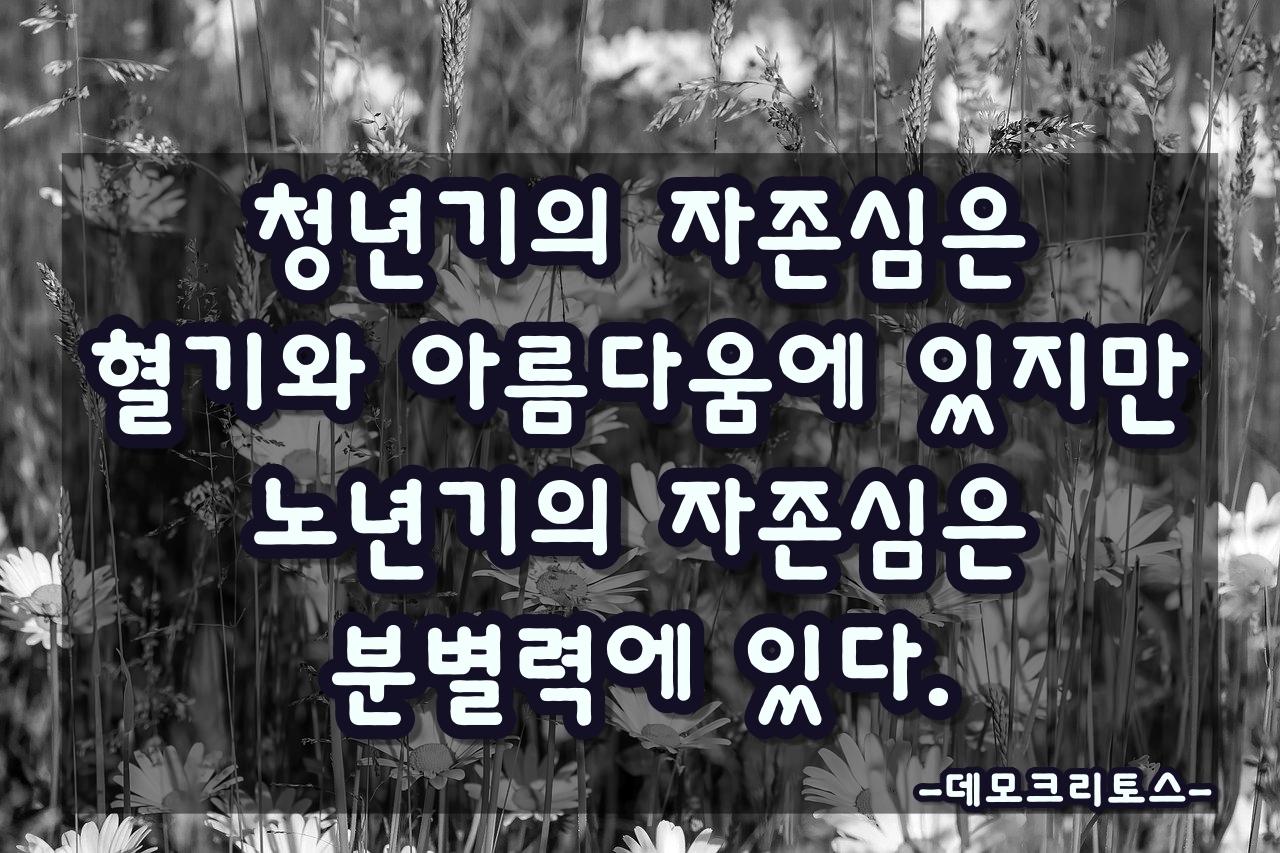 청년기의 자존심은
혈기와 아름다움에 있지만
노년기의 자존심은
분별력에 있다.
-데모크리토스-